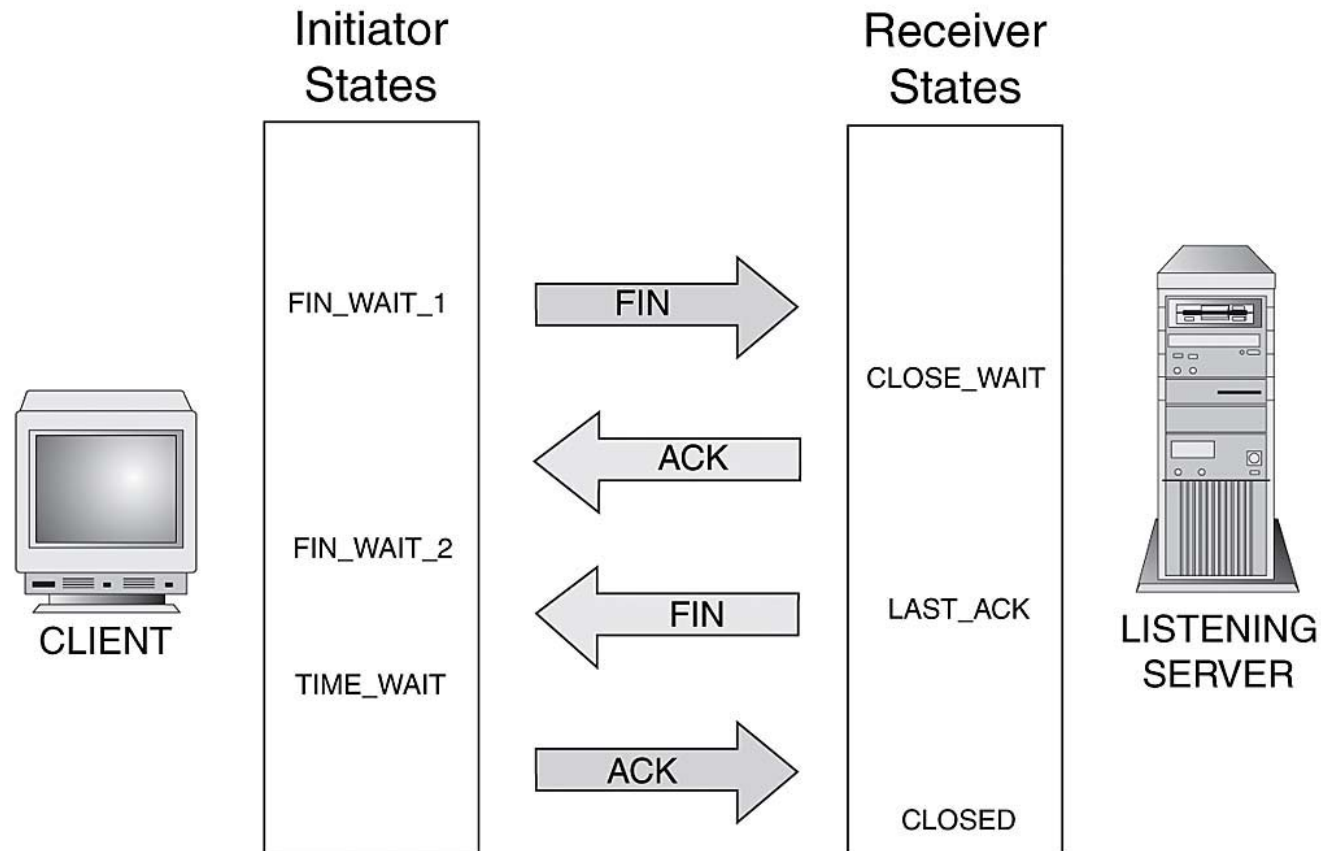 Initiator
States
Receiver
States
FIN_WAIT_1
FIN
CLOSE_WAIT
ACK
FIN_WAIT_2
FIN
LAST_ACK
CLIENT
LISTENING
SERVER
TIME_WAIT
ACK
CLOSED